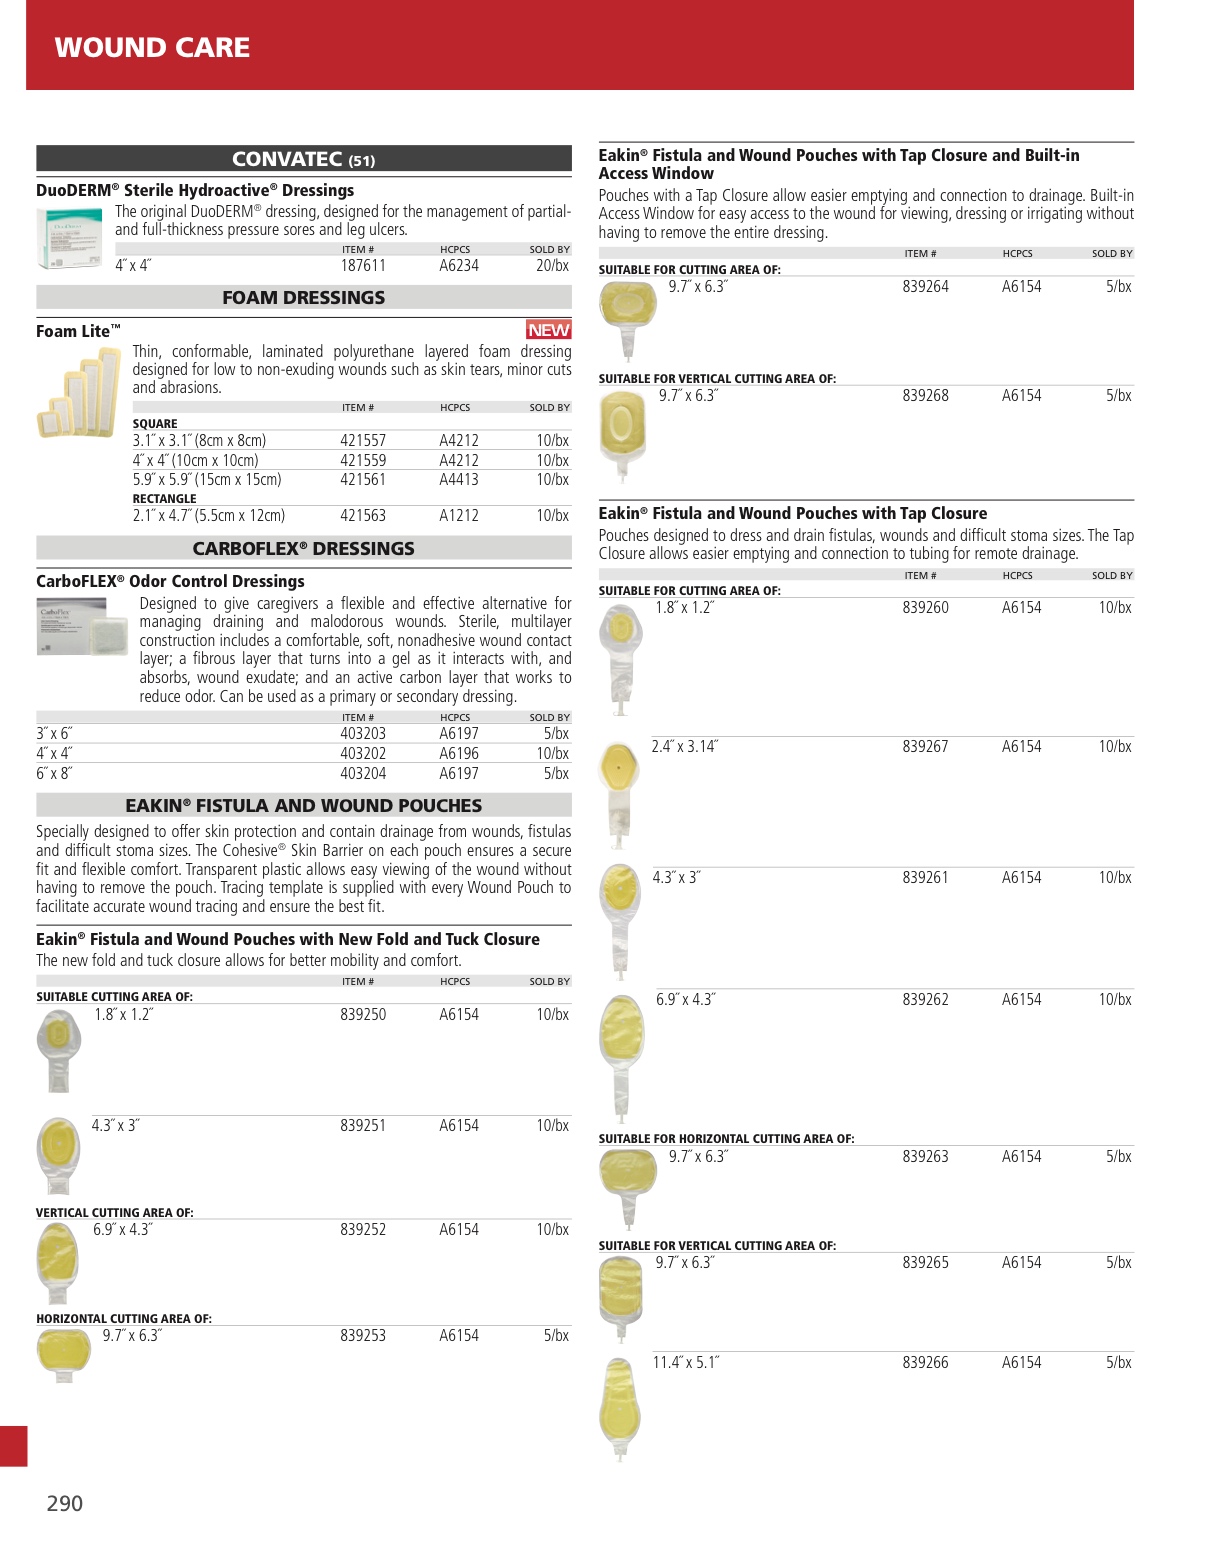 WOUND CARE
CONVATEC (51)
DuoDERM® Sterile Hydroactive® Dressings
The original DuoDERM® dressing, designed for the management of partial-
and full-thickness pressure sores and leg ulcers.
ITEM # HCPCS SOLD BY
4˝ x 4˝ 187611 A6234 20/bx
FOAM DRESSINGS
Foam Lite™ NEW
Thin, conformable, laminated polyurethane layered foam dressing
designed for low to non-exuding wounds such as skin tears, minor cuts
and abrasions.
ITEM # HCPCS SOLD BY
SQUARE
3.1˝ x 3.1˝ (8cm x 8cm) 421557 A4212 10/bx
4˝ x 4˝ (10cm x 10cm) 421559 A4212 10/bx
5.9˝ x 5.9˝ (15cm x 15cm) 421561 A4413 10/bx
RECTANGLE
2.1˝ x 4.7˝ (5.5cm x 12cm) 421563 A1212 10/bx
CARBOFLEX® DRESSINGS
CarboFLEX® Odor Control Dressings
CarboFlex
Designed to give caregivers a flexible and effective alternative for
managing draining and malodorous wounds. Sterile, multilayer
construction includes a comfortable, soft, nonadhesive wound contact
layer; a fibrous layer that turns into a gel as it interacts with, and
absorbs, wound exudate; and an active carbon layer that works to
reduce odor. Can be used as a primary or secondary dressing.
ITEM # HCPCS SOLD BY
3˝ x 6˝ 403203 A6197 5/bx
4˝ x 4˝ 403202 A6196 10/bx
6˝ x 8˝ 403204 A6197 5/bx
EAKIN® FISTULA AND WOUND POUCHES
Specially designed to offer skin protection and contain drainage from wounds, fistulas
and difficult stoma sizes. The Cohesive® Skin Barrier on each pouch ensures a secure
fit and flexible comfort. Transparent plastic allows easy viewing of the wound without
having to remove the pouch. Tracing template is supplied with every Wound Pouch to
facilitate accurate wound tracing and ensure the best fit.
Eakin® Fistula and Wound Pouches with New Fold and Tuck Closure
The new fold and tuck closure allows for better mobility and comfort.
ITEM # HCPCS SOLD BY
SUITABLE CUTTING AREA OF:
1.8˝ x 1.2˝ 839250 A6154 10/bx
4.3˝ x 3˝ 839251 A6154 10/bx
VERTICAL CUTTING AREA OF:
6.9˝ x 4.3˝ 839252 A6154 10/bx
HORIZONTAL CUTTING AREA OF:
9.7˝ x 6.3˝ 839253 A6154 5/bx
Eakin® Fistula and Wound Pouches with Tap Closure and Built-in
Access Window
Pouches with a Tap Closure allow easier emptying and connection to drainage. Built-in
Access Window for easy access to the wound for viewing, dressing or irrigating without
having to remove the entire dressing.
ITEM # HCPCS SOLD BY
SUITABLE FOR CUTTING AREA OF:
9.7˝ x 6.3˝ 839264 A6154 5/bx
SUITABLE FOR VERTICAL CUTTING AREA OF:
9.7˝ x 6.3˝ 839268 A6154 5/bx
Eakin® Fistula and Wound Pouches with Tap Closure
Pouches designed to dress and drain fistulas, wounds and difficult stoma sizes. The Tap
Closure allows easier emptying and connection to tubing for remote drainage.
ITEM # HCPCS SOLD BY
SUITABLE FOR CUTTING AREA OF:
1.8˝ x 1.2˝ 839260 A6154 10/bx
2.4˝ x 3.14˝ 839267 A6154 10/bx
4.3˝ x 3˝ 839261 A6154 10/bx
6.9˝ x 4.3˝ 839262 A6154 10/bx
SUITABLE FOR HORIZONTAL CUTTING AREA OF:
9.7˝ x 6.3˝ 839263 A6154 5/bx
SUITABLE FOR VERTICAL CUTTING AREA OF:
9.7˝ x 6.3˝ 839265 A6154 5/bx
11.4˝ x 5.1˝ 839266 A6154 5/bx
290